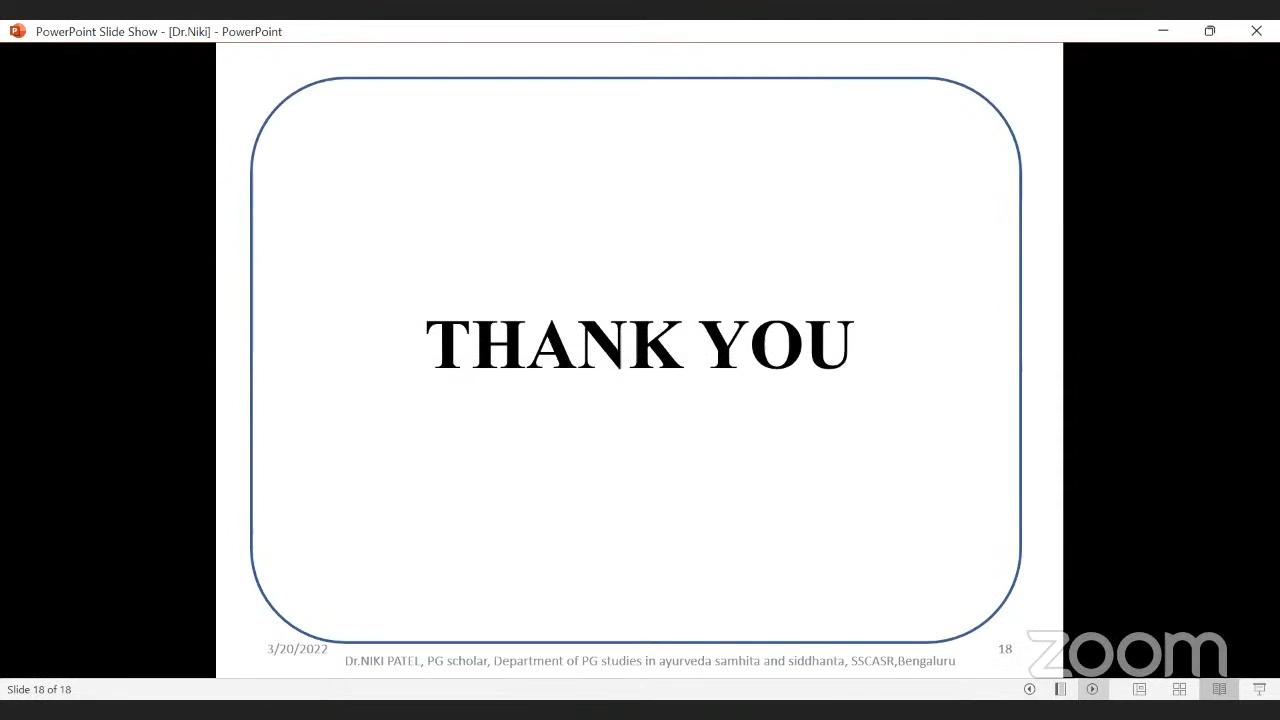 PowerPoint Slide Show - [Dr.Niki] - PowerPoint
THANK YOU
3/20/2022
Dr.NIKI PATEL, PG scholar, Department of PG studies in ayurveda samhita and siddhanta, SSCASR,Bengaluru
18
zoom
Slide 18 of 18